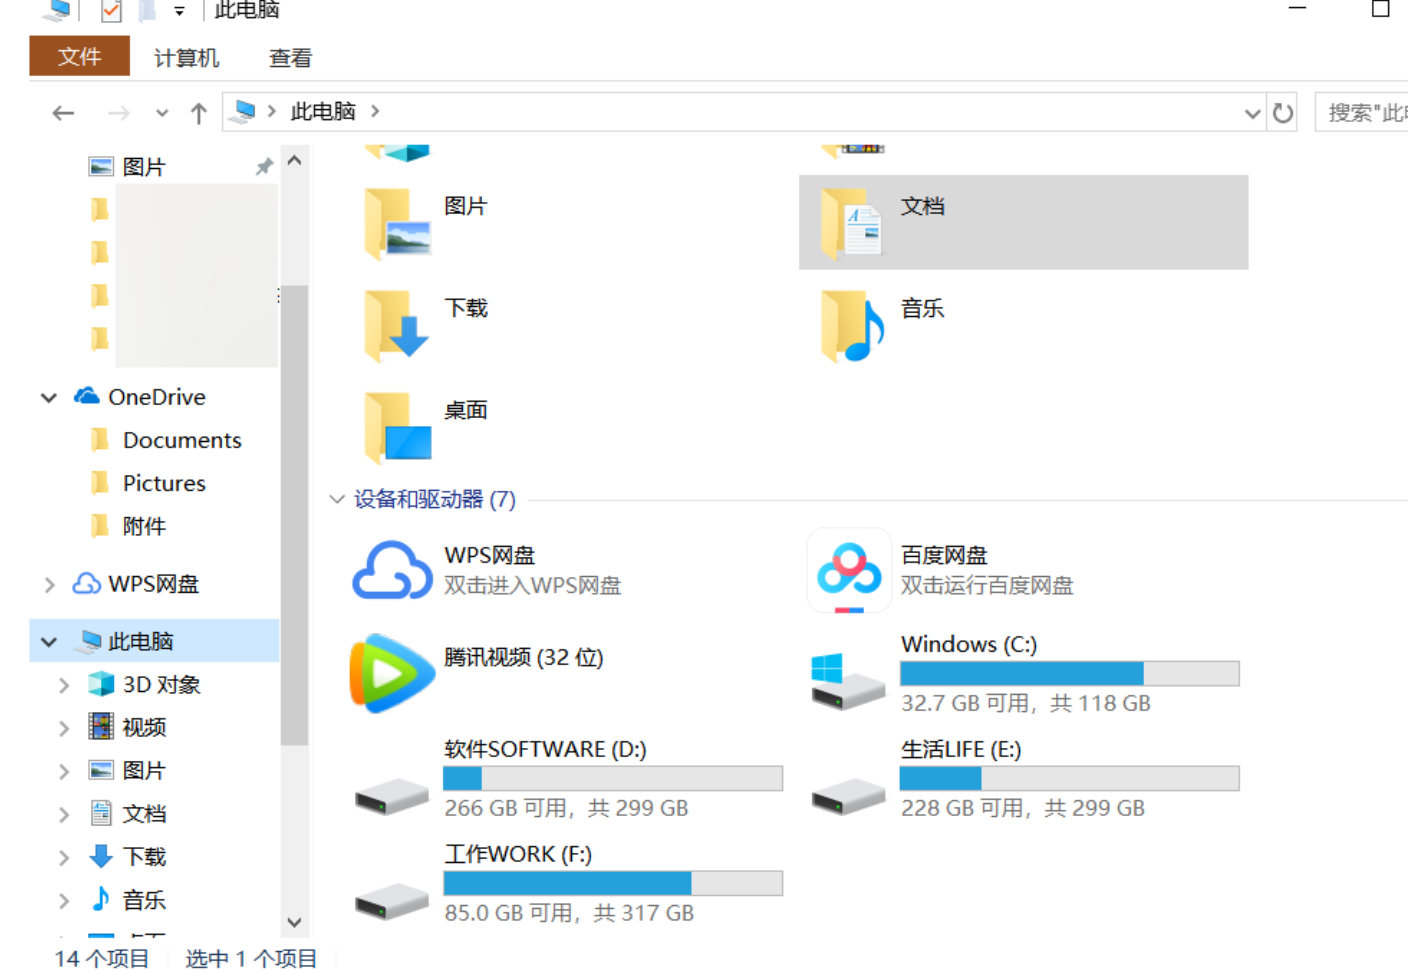 此电脑
文件 计算机 查看
此电脑
搜索"此
图片
OneDrive
Documents
Pictures
附件
WPS网盘
此电脑
3D 对象
视频
图片
文档
下载
音乐
图片
文档
下载
音乐
桌面
设备和驱动器 (7)
WPS网盘
双击进入WPS网盘
百度网盘
双击运行百度网盘
腾讯视频 (32 位)
Windows (C:)
32.7 GB 可用，共 118 GB
软件SOFTWARE (D:)
266 GB 可用，共 299 GB
生活LIFE (E:)
228 GB 可用，共 299 GB
工作WORK (F:)
85.0 GB 可用，共 317 GB
14 个项目 选中 1 个项目